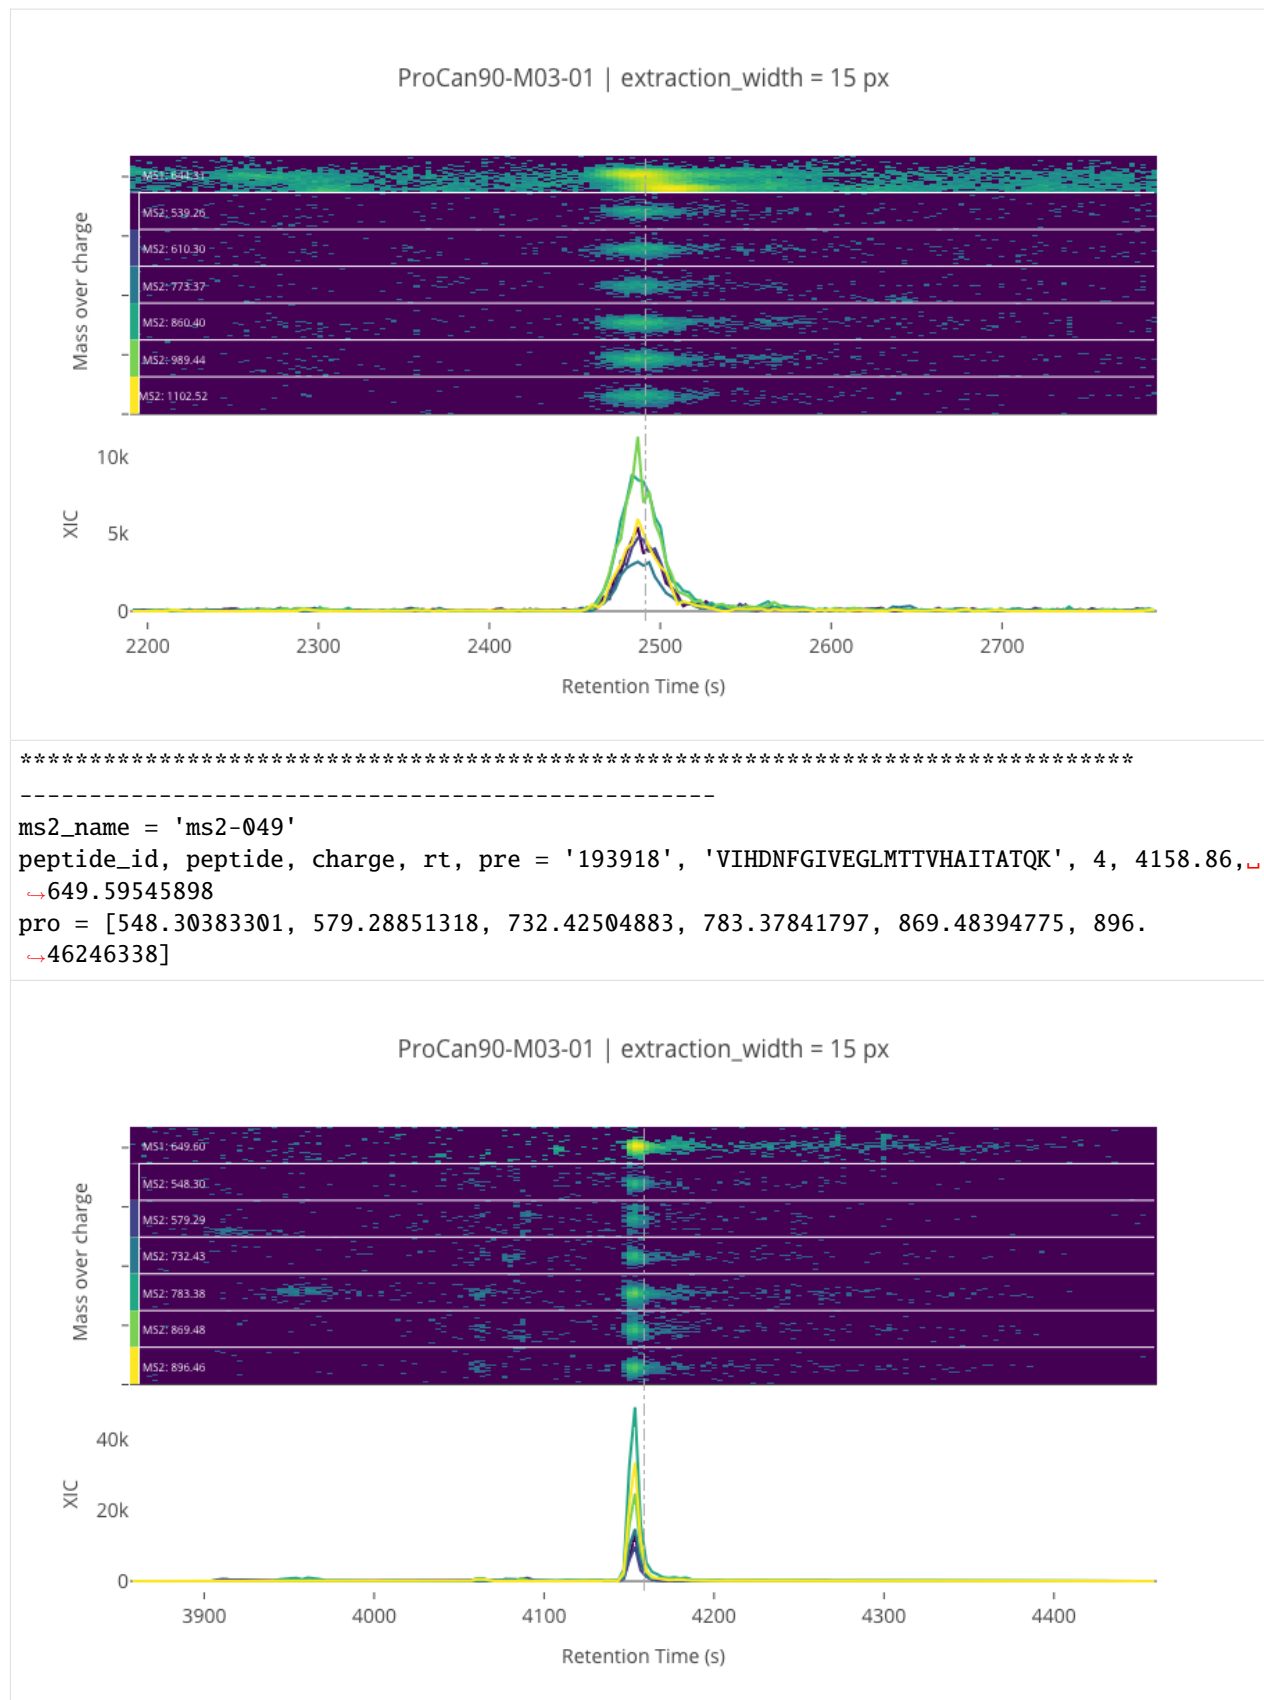 ProCan90-M03-01 | extraction_width = 15 px
Mass over charge
MS1: 644.31
MS2: 539.26
MS2: 610.30
MS2: 773.37
MS2: 860.40
MS2: 989.44
MS2: 1102.52
XIC
10k
5k
0
2200 2300 2400 2500 2600 2700
Retention Time (s)
********************************************************************************
--------------------------------------------------
ms2_name = 'ms2-049'
peptide_id, peptide, charge, rt, pre = '193918', 'VIHDNFGIVEGLMTTVHAITATQK', 4, 4158.86,␣
↪649.59545898
pro = [548.30383301, 579.28851318, 732.42504883, 783.37841797, 869.48394775, 896.
↪46246338]
ProCan90-M03-01 | extraction_width = 15 px
Mass over charge
MS1: 649.60
MS2: 548.30
MS2: 579.29
MS2: 732.43
MS2: 783.38
MS2: 869.48
MS2: 896.46
XIC
40k
20k
0
3900 4000 4100 4200 4300 4400
Retention Time (s)